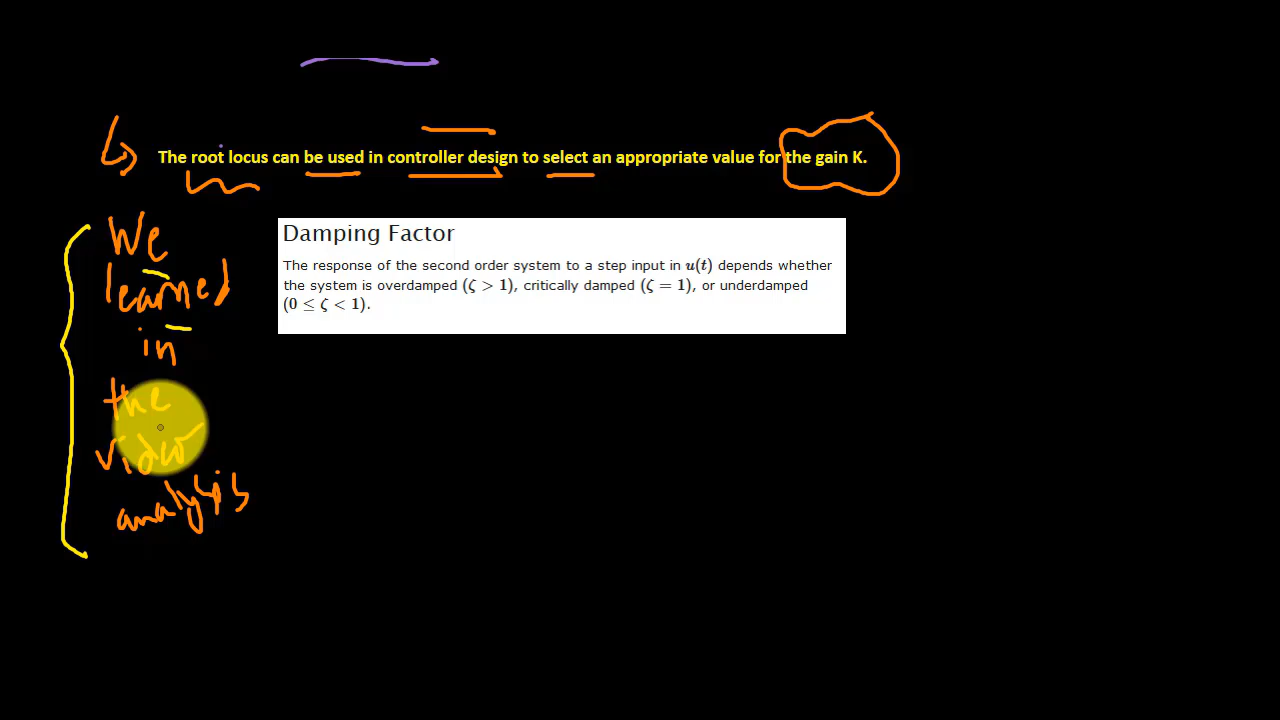 The root locus can be used in controller design to select an appropriate value for the gain K.
We
learned
in
the
view
analysis
Damping Factor
The response of the second order system to a step input in u(t) depends whether
the system is overdamped (ζ > 1), critically damped (ζ = 1), or underdamped
(0 ≤ ζ < 1).